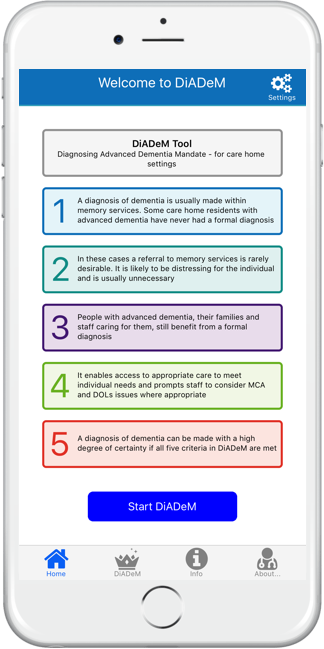 Welcome to DiADeM
Settings
DiADeM Tool
Diagnosing Advanced Dementia Mandate - for care home
settings
1
A diagnosis of dementia is usually made within
memory services. Some care home residents with
advanced dementia have never had a formal diagnosis
2
In these cases a referral to memory services is rarely
desirable. It is likely to be distressing for the individual
and is usually unnecessary
3
People with advanced dementia, their families and
staff caring for them, still benefit from a formal
diagnosis
4
It enables access to appropriate care to meet
individual needs and prompts staff to consider MCA
and DOLs issues where appropriate
5
A diagnosis of dementia can be made with a high
degree of certainty if all five criteria in DiADeM are met
Start DiADeM
Home
DiADeM
Info
About...